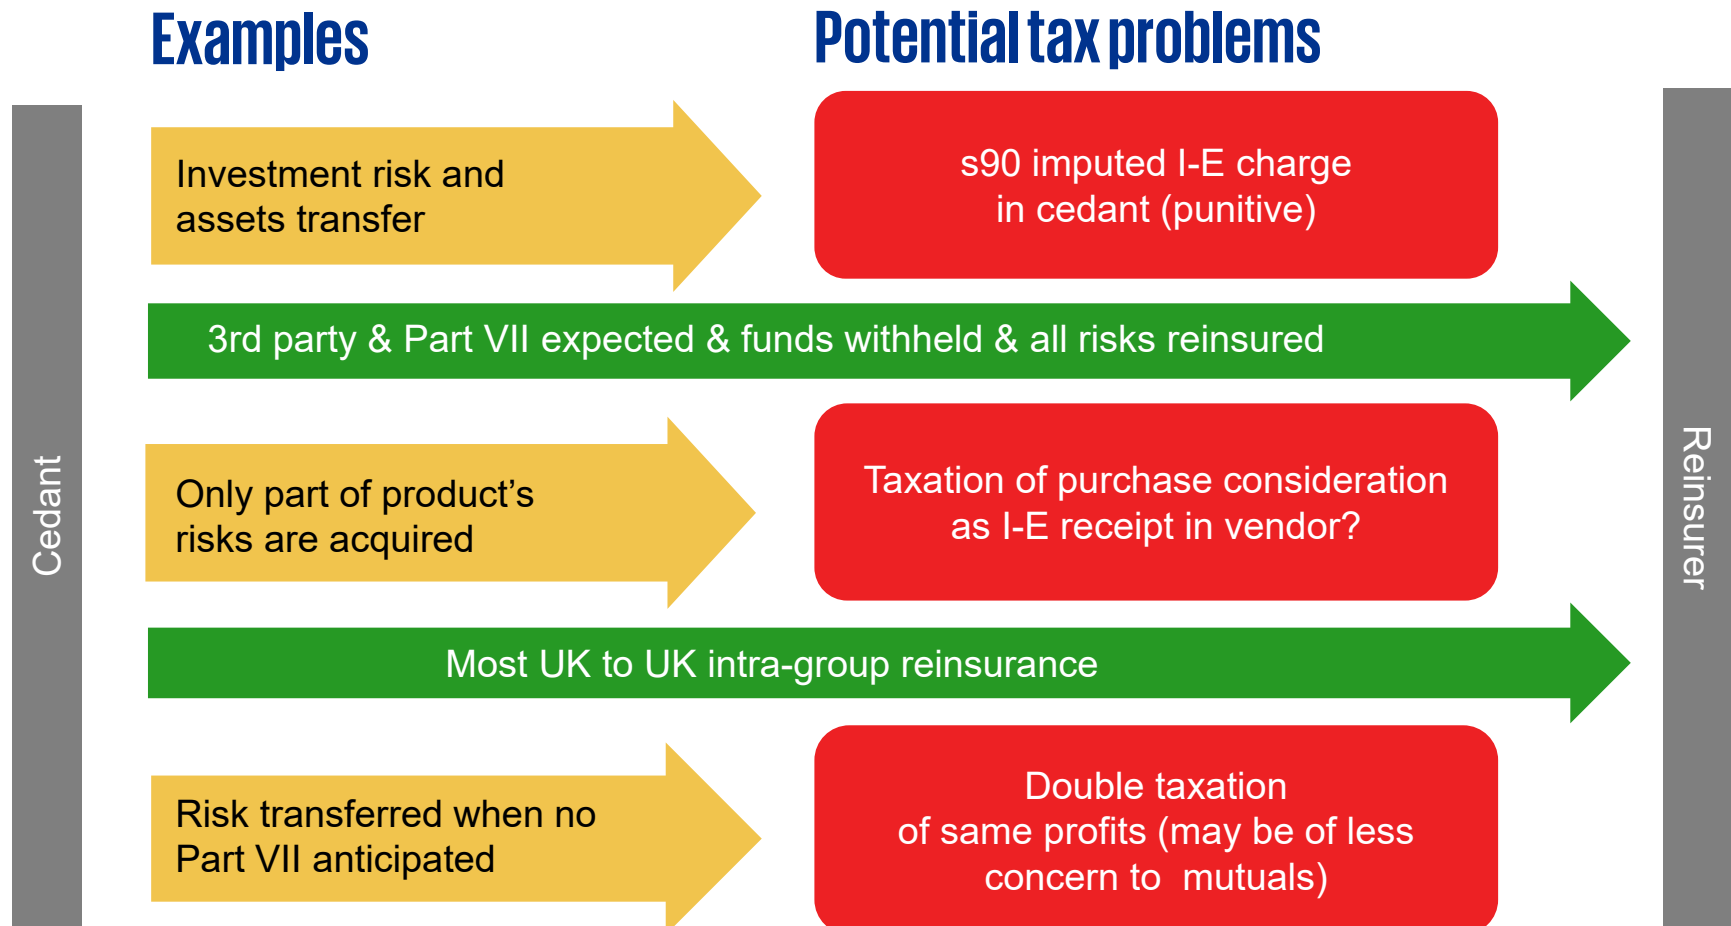 Examples
Potential tax problems
Cedant
Investment risk and
assets transfer
s90 imputed I-E charge
in cedant (punitive)
3rd party & Part VII expected & funds withheld & all risks reinsured
Only part of product’s
risks are acquired
Taxation of purchase consideration
as I-E receipt in vendor?
Most UK to UK intra-group reinsurance
Risk transferred when no
Part VII anticipated
Double taxation
of same profits (may be of less
concern to  mutuals)
Reinsurer